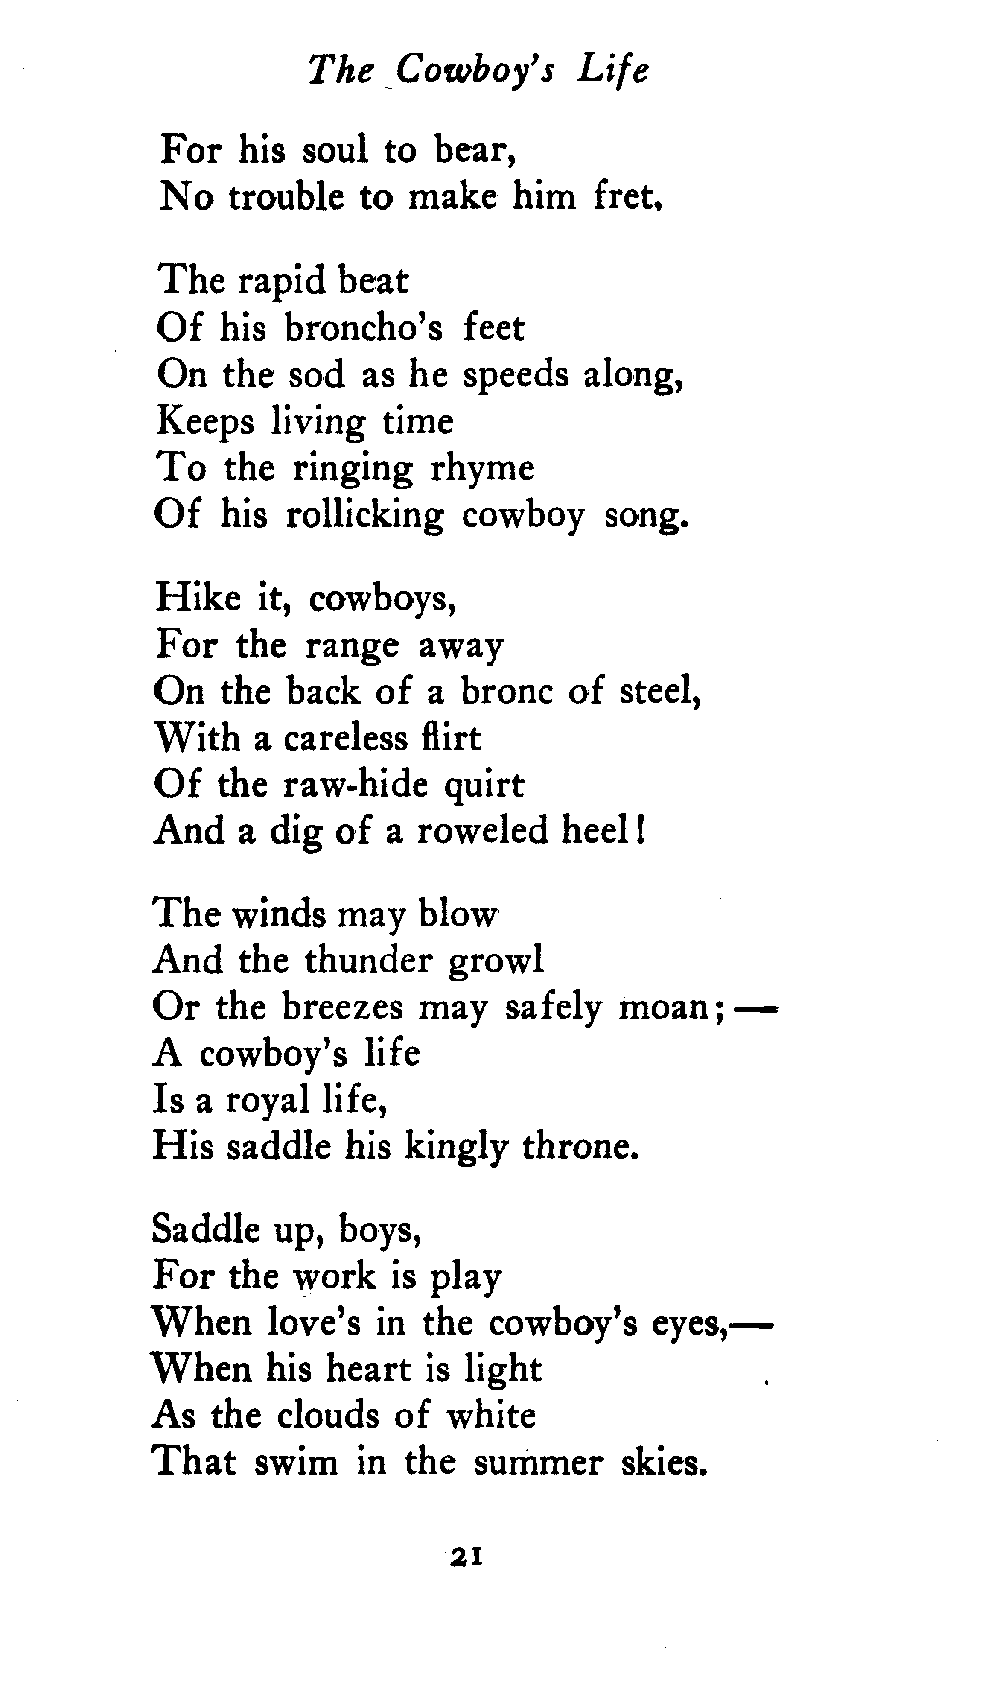 The Cowboy's Life
For his soul to bear,
No trouble to make him fret.
The rapid beat
Of his broncho's feet
On the sod as he speeds along,
Keeps living time
To the ringing rhyme
Of his rollicking cowboy song.
Hike it, cowboys,
For the range away
On the back of a bronc of steel,
With a careless flirt
Of the raw-hide quirt
And a dig of a roweled heel!
The winds may blow
And the thunder growl
Or the breezes may safely moan;—
A cowboy's life
Is a royal life,
His saddle his kingly throne.
Saddle up, boys,
For the work is play
When love's in the cowboy's eyes,—
When his heart is light
As the clouds of white
That swim in the summer skies.
21